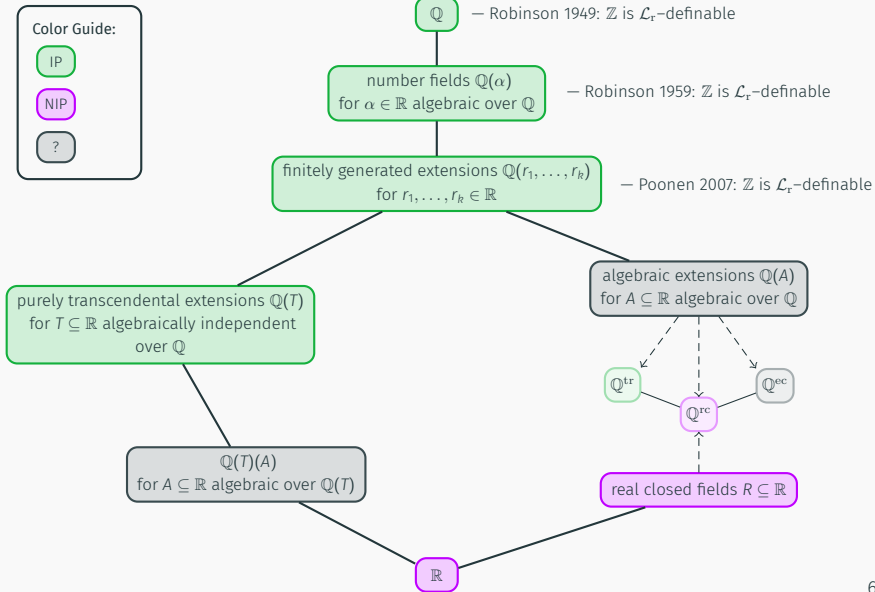 Color Guide:
IP
NIP
?
ℚ
— Robinson 1949: ℤ is ℒᵣ–definable
number fields ℚ(α)
for α ∈ ℝ algebraic over ℚ
— Robinson 1959: ℤ is ℒᵣ–definable
finitely generated extensions ℚ(r₁, . . . , rₖ)
for r₁, . . . , rₖ ∈ ℝ
— Poonen 2007: ℤ is ℒᵣ–definable
purely transcendental extensions ℚ(T)
for T ⊆ ℝ algebraically independent
over ℚ
algebraic extensions ℚ(A)
for A ⊆ ℝ algebraic over ℚ
ℚᵗʳ
ℚʳᶜ
ℚᵉᶜ
ℚ(T)(A)
for A ⊆ ℝ algebraic over ℚ(T)
real closed fields R ⊆ ℝ
ℝ
6